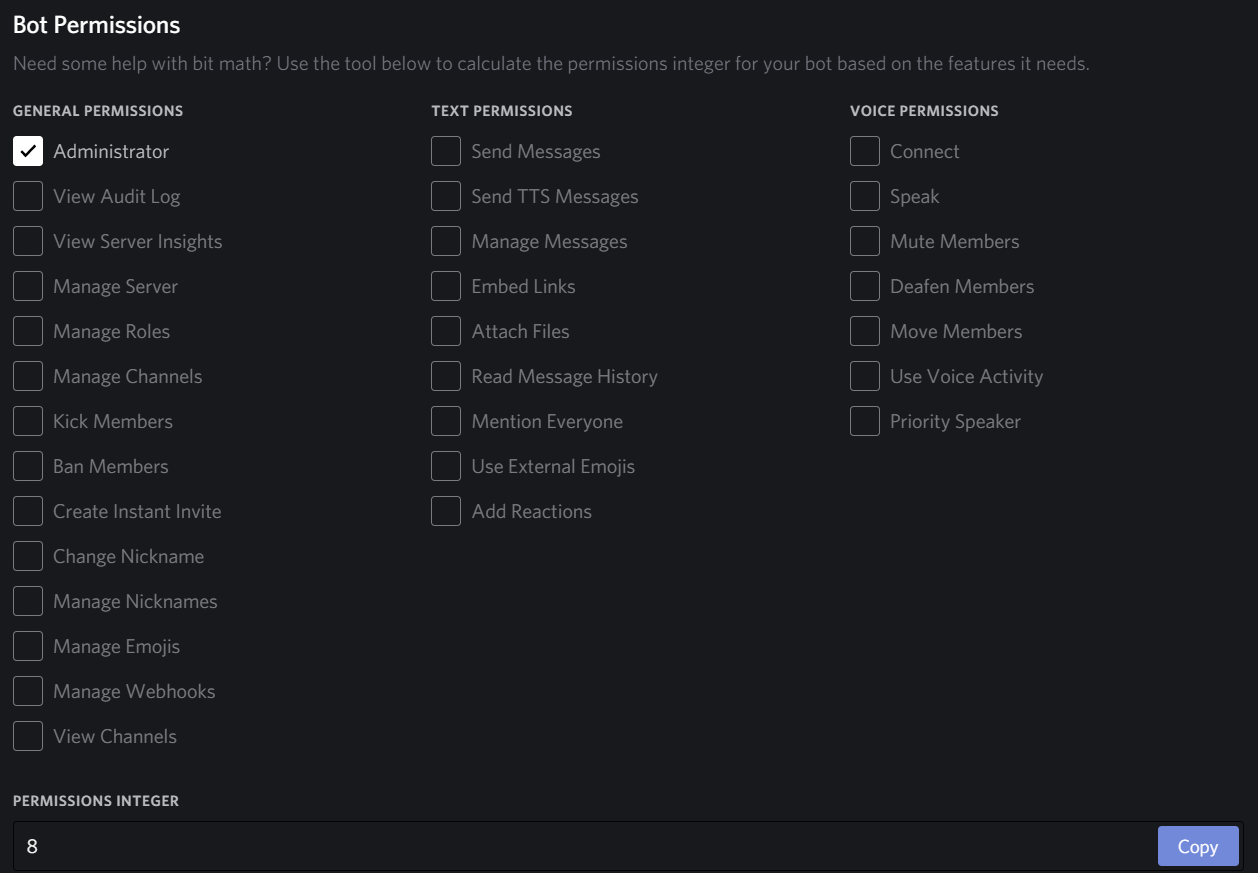 Bot Permissions
Need some help with bit math? Use the tool below to calculate the permissions integer for your bot based on the features it needs.
GENERAL PERMISSIONS
Administrator
View Audit Log
View Server Insights
Manage Server
Manage Roles
Manage Channels
Kick Members
Ban Members
Create Instant Invite
Change Nickname
Manage Nicknames
Manage Emojis
Manage Webhooks
View Channels
TEXT PERMISSIONS
Send Messages
Send TTS Messages
Manage Messages
Embed Links
Attach Files
Read Message History
Mention Everyone
Use External Emojis
Add Reactions
VOICE PERMISSIONS
Connect
Speak
Mute Members
Deafen Members
Move Members
Use Voice Activity
Priority Speaker
PERMISSIONS INTEGER
8
Copy